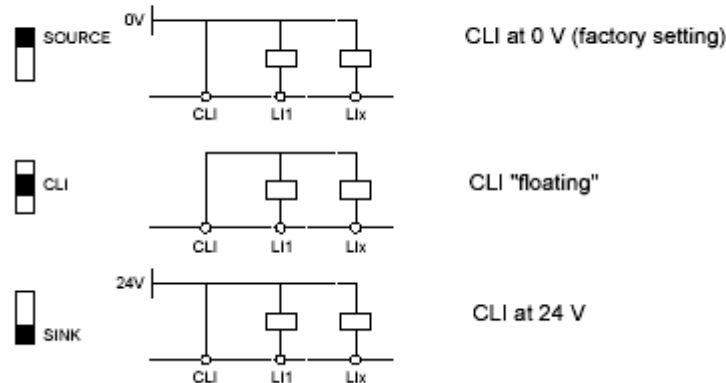 0V
SOURCE
CLI at 0 V (factory setting)
CLI LI1 LIx
CLI
CLI "floating"
CLI LI1 LIx
24V
SINK
CLI at 24 V
CLI LI1 LIx